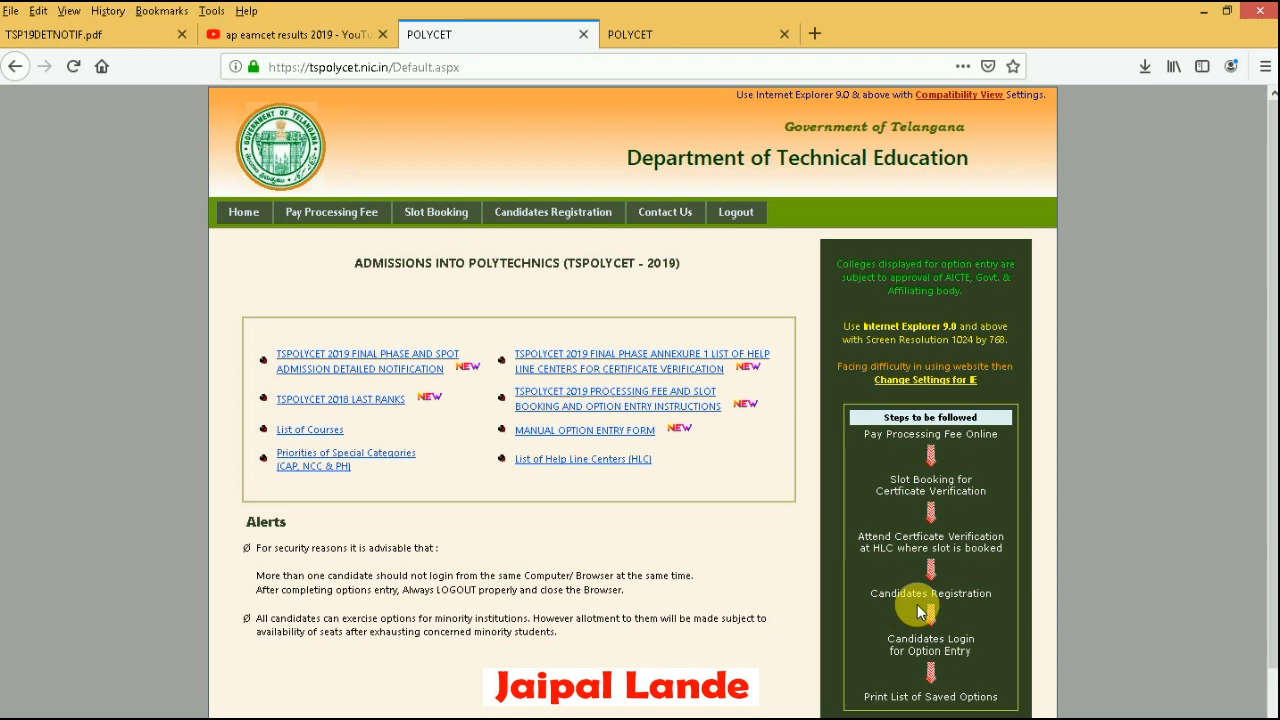 File Edit View History Bookmarks Tools Help
TSP19DETNOTIF.pdf
ap eamcet results 2019 - YouTu
POLYCET
POLYCET
https://tspolycet.nic.in/Default.aspx
Use Internet Explorer 9.0 & above with Compatibility View Settings.
GOVERNMENT OF TELANGANA
Government of Telangana
Department of Technical Education
Home
Pay Processing Fee
Slot Booking
Candidates Registration
Contact Us
Logout
ADMISSIONS INTO POLYTECHNICS (TSPOLYCET - 2019)
TSPOLYCET 2019 FINAL PHASE AND SPOT
ADMISSION DETAILED NOTIFICATION NEW
TSPOLYCET 2018 LAST RANKS NEW
List of Courses
Priorities of Special Categories
(CAP, NCC & PH)
TSPOLYCET 2019 FINAL PHASE ANNEXURE 1 LIST OF HELP
LINE CENTERS FOR CERTIFICATE VERIFICATION NEW
TSPOLYCET 2019 PROCESSING FEE AND SLOT
BOOKING AND OPTION ENTRY INSTRUCTIONS NEW
MANUAL OPTION ENTRY FORM NEW
List of Help Line Centers (HLC)
Alerts
For security reasons it is advisable that :
More than one candidate should not login from the same Computer/ Browser at the same time.
After completing options entry, Always LOGOUT properly and close the Browser.
All candidates can exercise options for minority institutions. However allotment to them will be made subject to
availability of seats after exhausting concerned minority students.
Colleges displayed for option entry are
subject to approval of AICTE, Govt. &
Affiliating body.
Use Internet Explorer 9.0 and above
with Screen Resolution 1024 by 768.
Facing difficulty in using website then
Change Settings for IE
Steps to be followed
Pay Processing Fee Online
Slot Booking for
Certficate Verification
Attend Certficate Verification
at HLC where slot is booked
Candidates Registration
Candidates Login
for Option Entry
Print List of Saved Options
Jaipal Lande